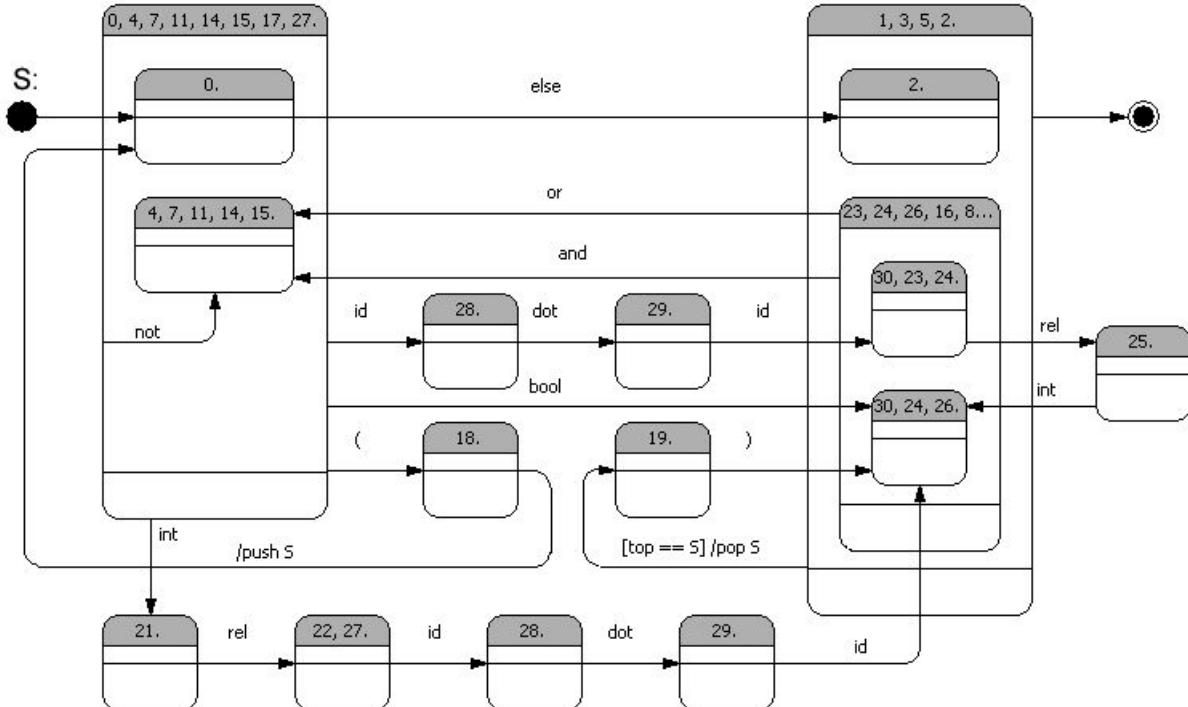 0, 4, 7, 11, 14, 15, 17, 27.
1, 3, 5, 2.
S:
0.
else
2.
or
4, 7, 11, 14, 15.
23, 24, 26, 16, 8...
and
30, 23, 24.
not
id
28.
dot
29.
id
rel
25.
bool
int
30, 24, 26.
(
18.
19.
)
int
/push S
[top == S] /pop S
21.
rel
22, 27.
id
28.
dot
29.
id